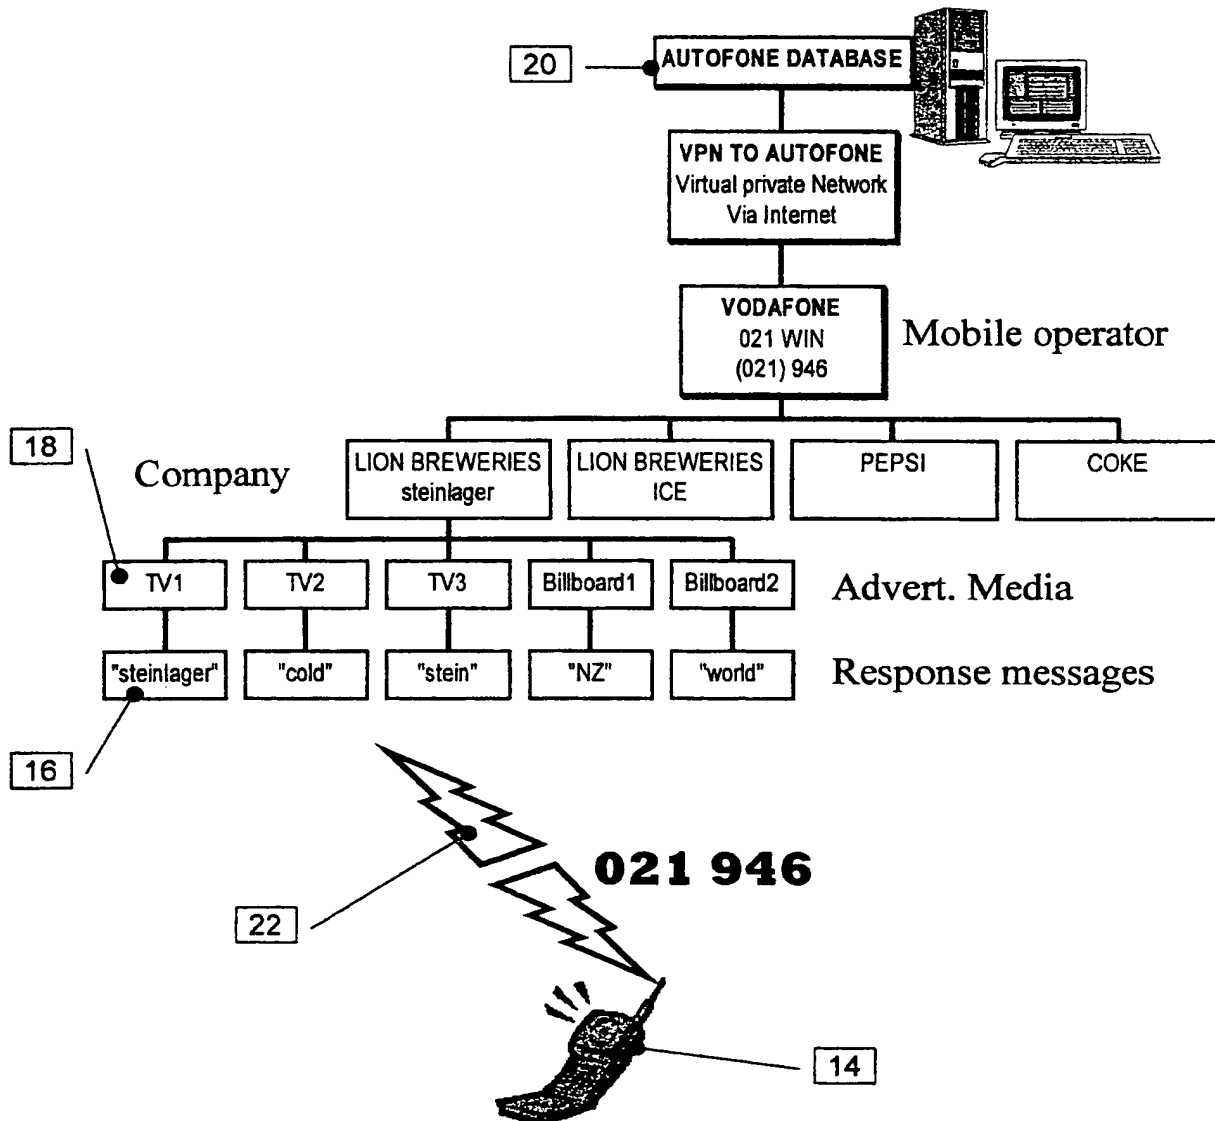 20
AUTOFONE DATABASE
VPN TO AUTOFONE
Virtual private Network
Via Internet
VODAFONE
021 WIN
(021) 946
Mobile operator
18
Company
LION BREWERIES
steinlager
LION BREWERIES
ICE
PEPSI
COKE
TV1
TV2
TV3
Billboard1
Billboard2
Advert. Media
"steinlager"
"cold"
"stein"
"NZ"
"world"
Response messages
16
021 946
22
14